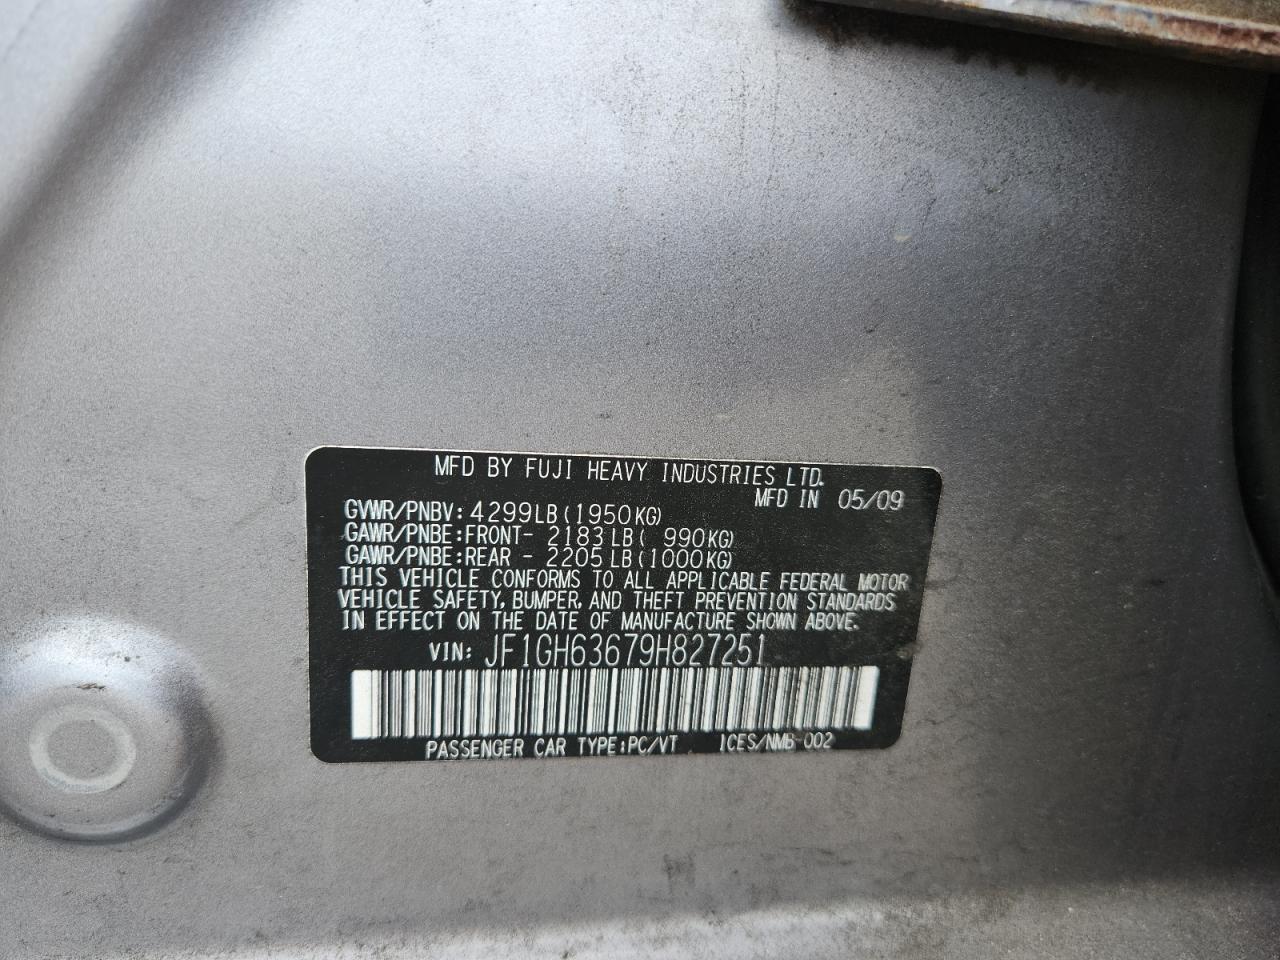 MFD BY FUJI HEAVY INDUSTRIES LTD.
MFD IN 05/09
GVWR/PNBV: 4299LB (1950KG)
GAWR/PNBE: FRONT- 2183LB ( 990KG)
GAWR/PNBE: REAR - 2205LB (1000KG)
THIS VEHICLE CONFORMS TO ALL APPLICABLE FEDERAL MOTOR
VEHICLE SAFETY, BUMPER, AND THEFT PREVENTION STANDARDS
IN EFFECT ON THE DATE OF MANUFACTURE SHOWN ABOVE.
VIN: JF1GH63679H827251
PASSENGER CAR TYPE:PC/VT ICES/NMB-002